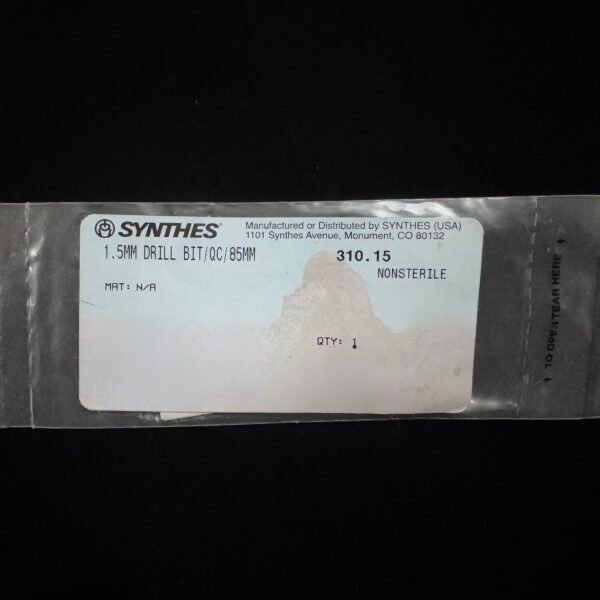 SYNTHES®
Manufactured or Distributed by SYNTHES (USA)
1101 Synthes Avenue, Monument, CO 80132
1.5MM DRILL BIT/QC/85MM
310.15
NONSTERILE
MAT: N/A
QTY: 1
TO OPE TEAR HERE